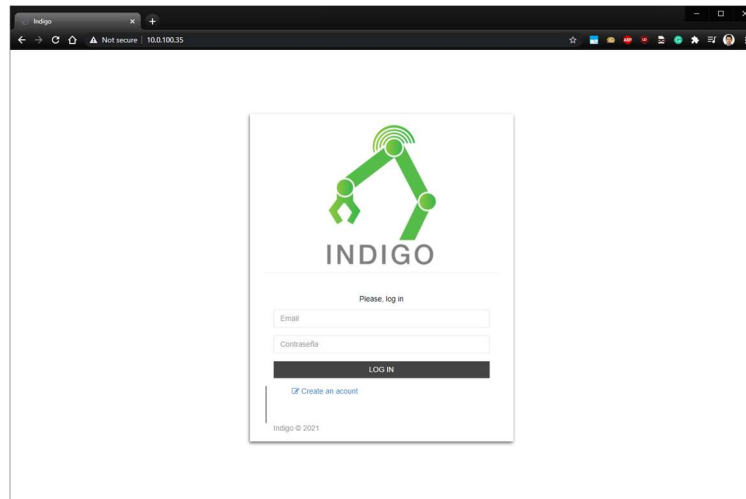 Indigo
Not secure 10.0.100.35
INDIGO
Please, log in
Email
Contraseña
LOG IN
Create an acount
Indigo © 2021